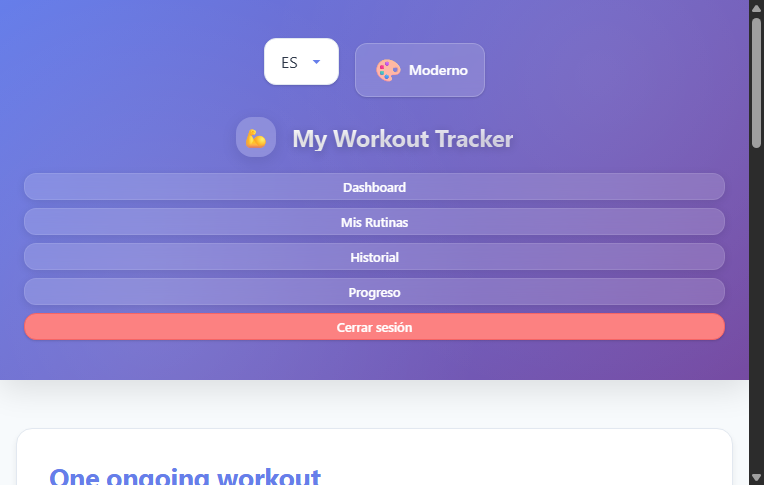 ES
Moderno
My Workout Tracker
Dashboard
Mis Rutinas
Historial
Progreso
Cerrar sesión
One ongoing workout